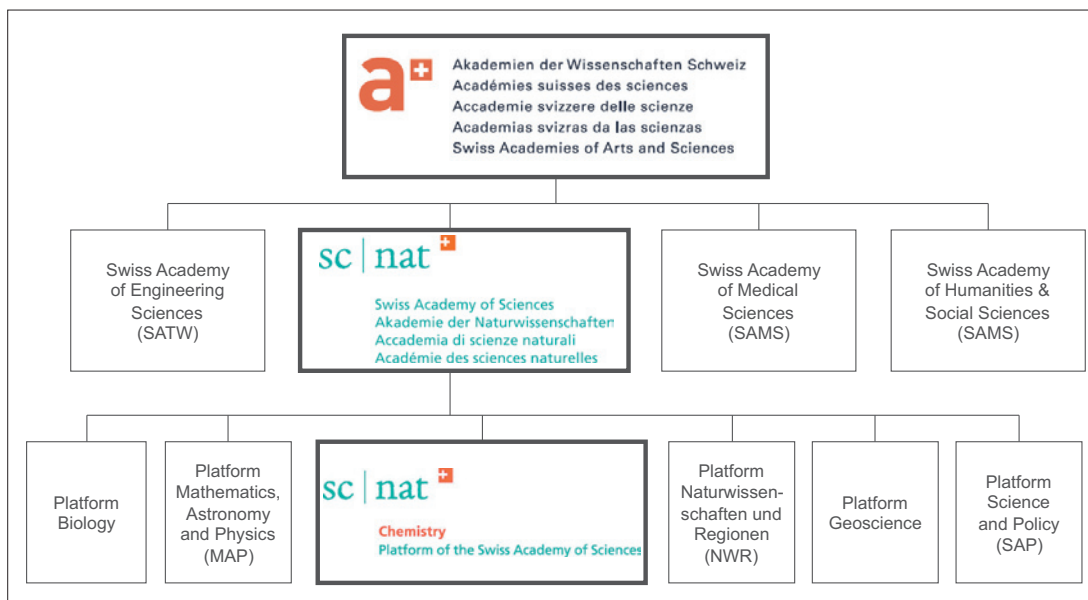 a+
Akademien der Wissenschaften Schweiz
Académies suisses des sciences
Accademie svizzere delle scienze
Academias svizras da las scienzas
Swiss Academies of Arts and Sciences
Swiss Academy
of Engineering
Sciences
(SATW)
sc | nat+
Swiss Academy of Sciences
Akademie der Naturwissenschaften
Accademia di scienze naturali
Académie des sciences naturelles
Swiss Academy
of Medical
Sciences
(SAMS)
Swiss Academy
of Humanities &
Social Sciences
(SAMS)
Platform
Biology
Platform
Mathematics,
Astronomy
and Physics
(MAP)
sc | nat+
Chemistry
Platform of the Swiss Academy of Sciences
Platform
Naturwissen-
schaften und
Regionen
(NWR)
Platform
Geoscience
Platform
Science
and Policy
(SAP)